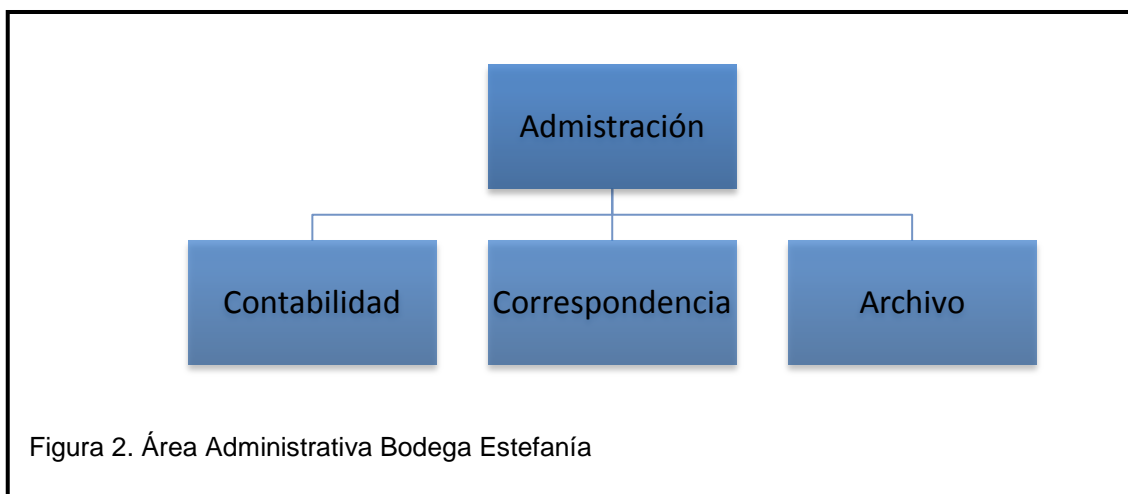 Admistración
Contabilidad
Correspondencia
Archivo
Figura 2. Área Administrativa Bodega Estefanía